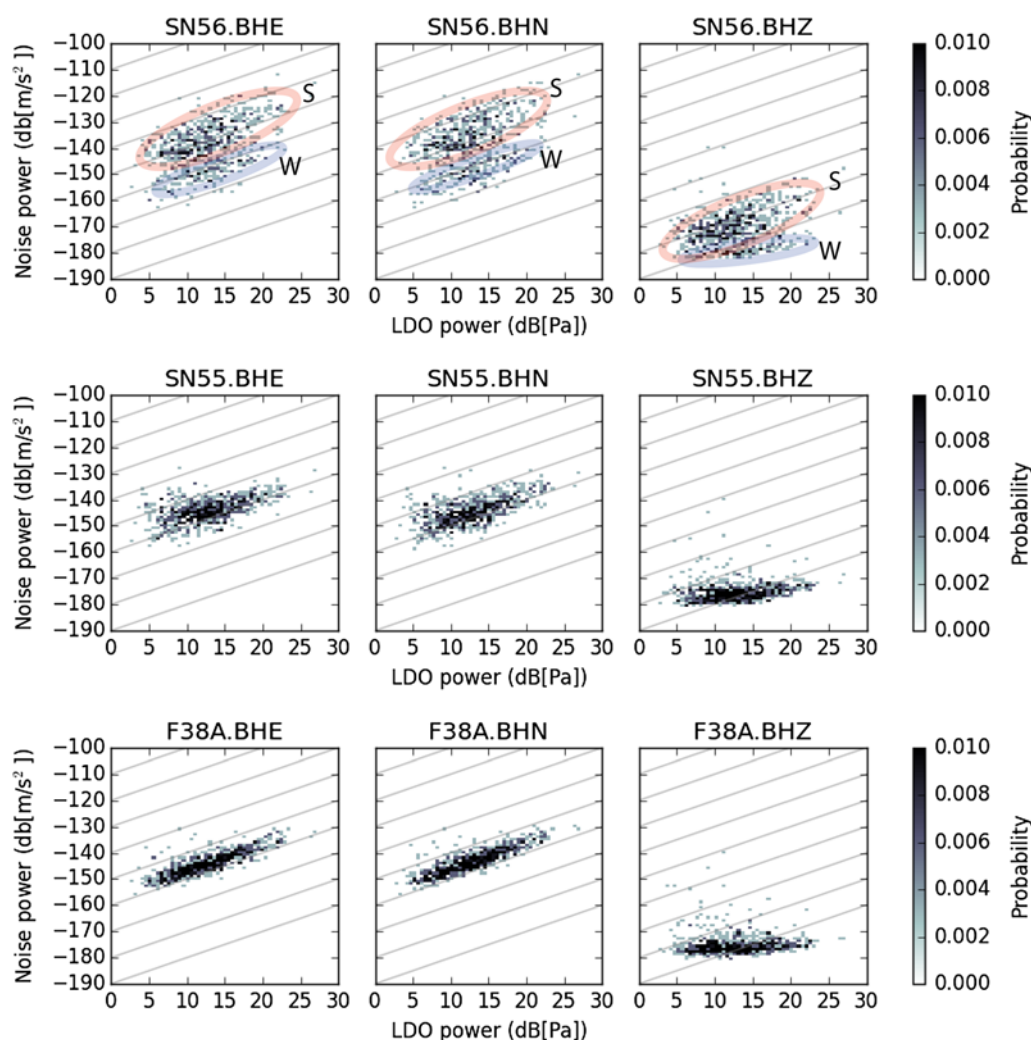 SN56.BHE SN56.BHN SN56.BHZ
−100
−110
−120
−130
−140
−150
−160
−170
−180
−190
Noise power (db[m/s²])
S
W
S
W
S
W
0 5 10 15 20 25 30 0 5 10 15 20 25 30 0 5 10 15 20 25 30
LDO power (dB[Pa])
0.010
0.008
0.006
0.004
0.002
0.000
Probability
SN55.BHE SN55.BHN SN55.BHZ
−100
−110
−120
−130
−140
−150
−160
−170
−180
−190
Noise power (db[m/s²])
0 5 10 15 20 25 30 0 5 10 15 20 25 30 0 5 10 15 20 25 30
LDO power (dB[Pa])
0.010
0.008
0.006
0.004
0.002
0.000
Probability
F38A.BHE F38A.BHN F38A.BHZ
−100
−110
−120
−130
−140
−150
−160
−170
−180
−190
Noise power (db[m/s²])
0 5 10 15 20 25 30 0 5 10 15 20 25 30 0 5 10 15 20 25 30
LDO power (dB[Pa])
0.010
0.008
0.006
0.004
0.002
0.000
Probability